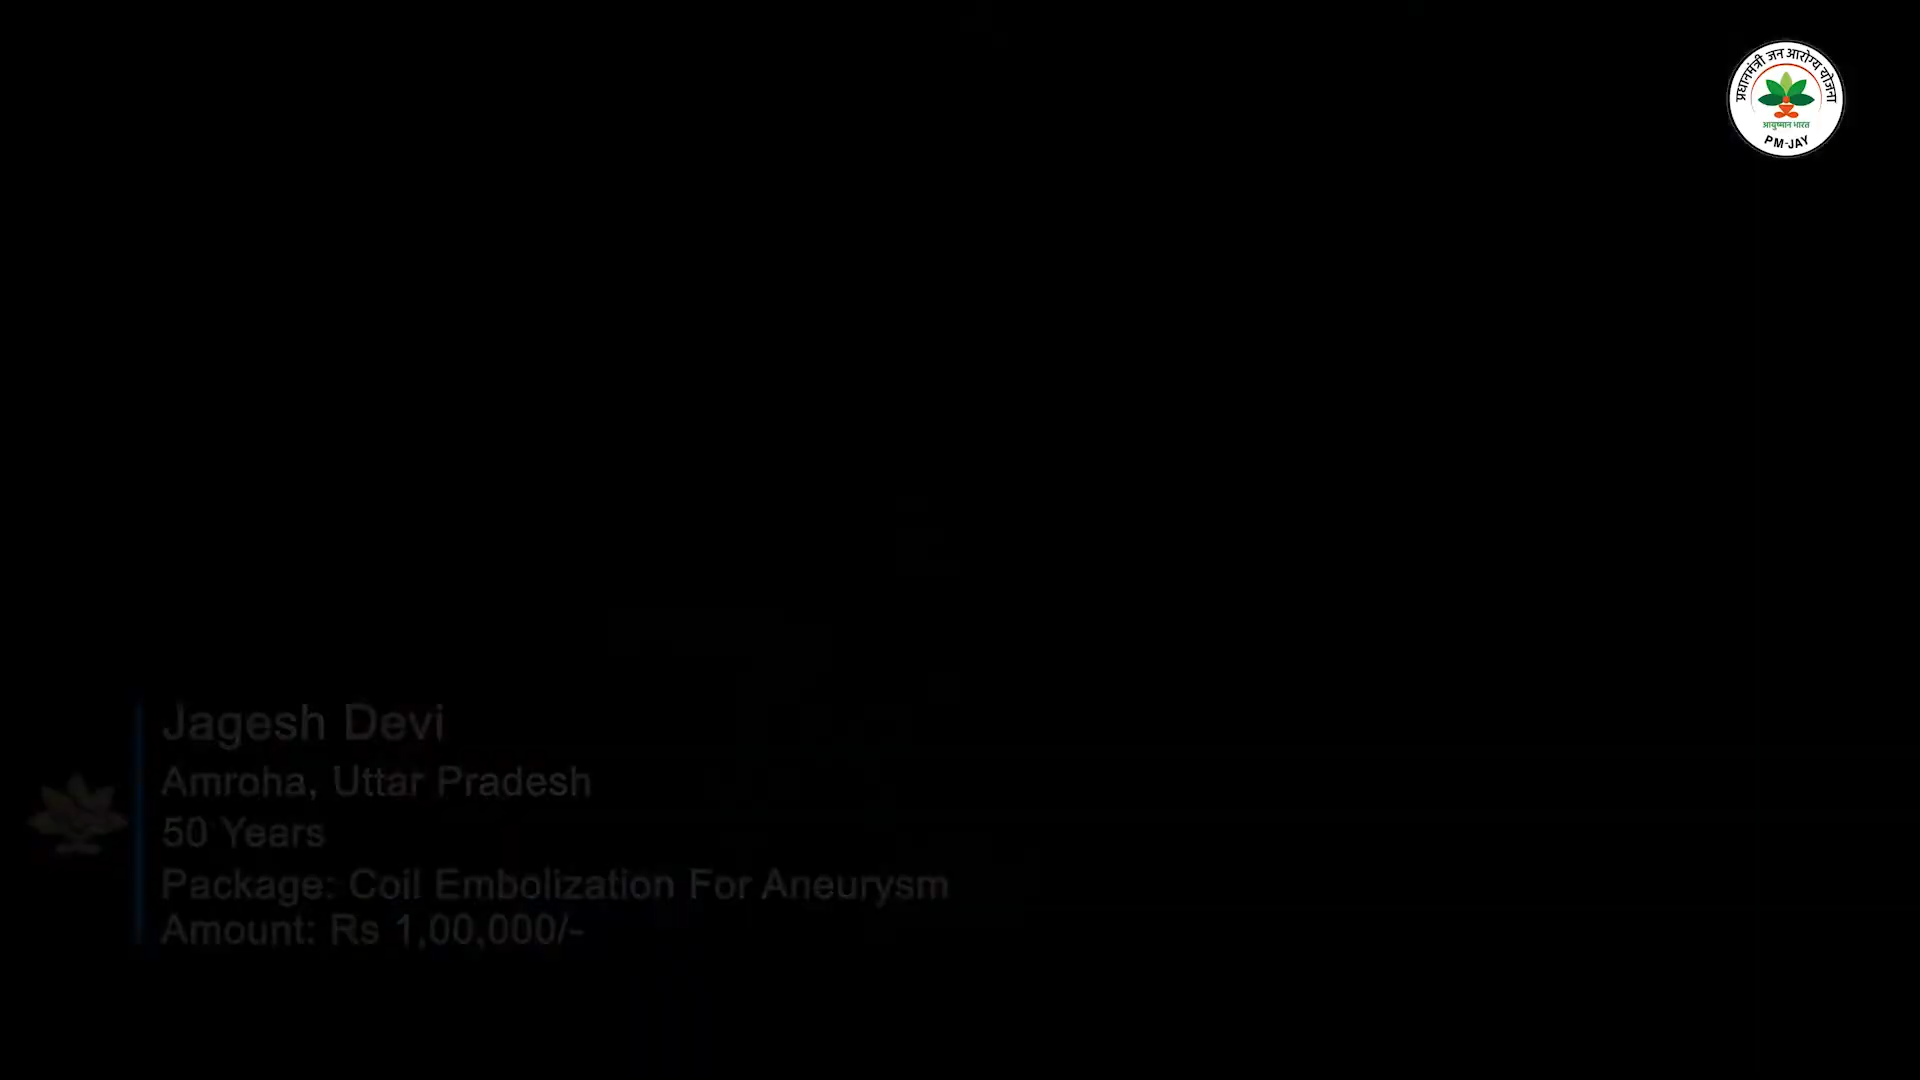 प्रधानमंत्री जन आरोग्य योजना
आयुष्मान भारत
PM-JAY
Jagesh Devi
Amroha, Uttar Pradesh
50 Years
Package: Coil Embolization For Aneurysm
Amount: Rs 1,00,000/-